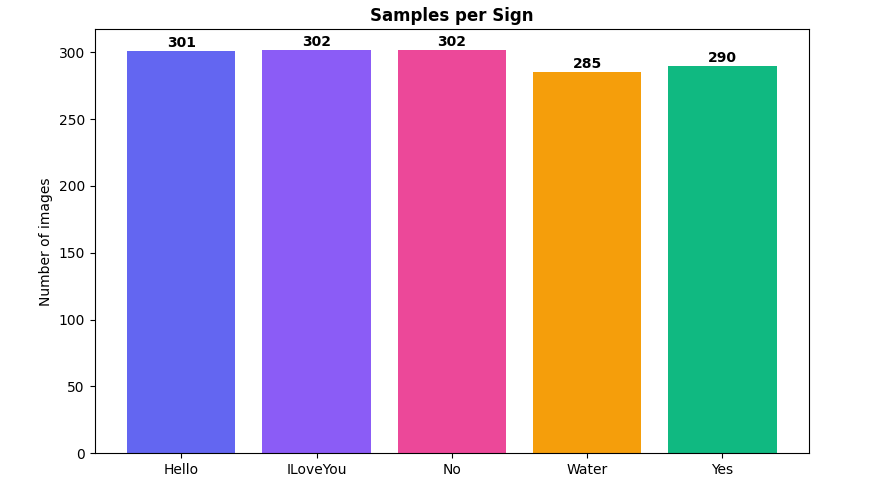 Samples per Sign
Number of images
300
250
200
150
100
50
0
301
302
302
285
290
Hello
ILoveYou
No
Water
Yes